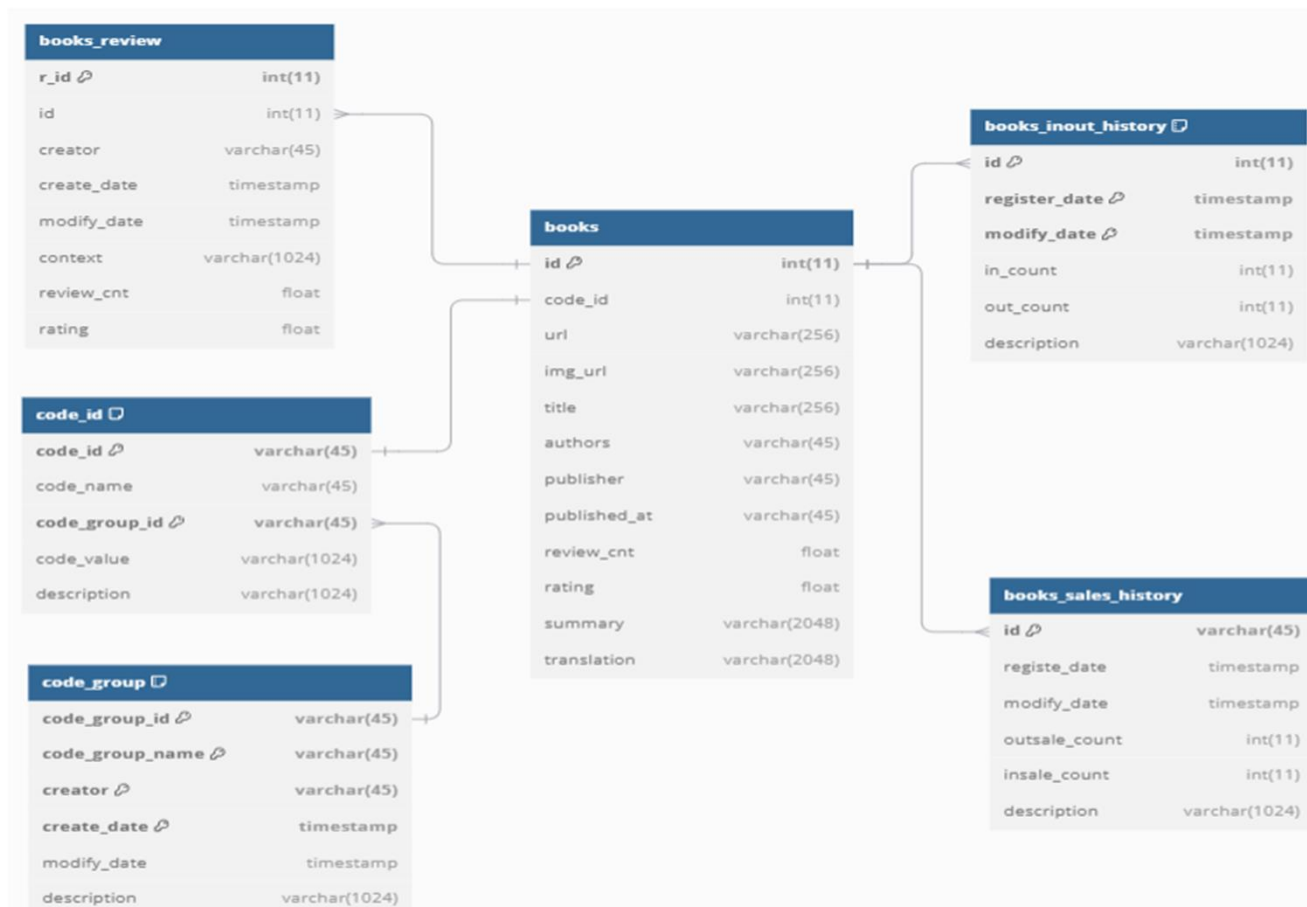 books_review
r_id int(11)
id int(11)
creator varchar(45)
create_date timestamp
modify_date timestamp
context varchar(1024)
review_cnt float
rating float
code_id
code_id varchar(45)
code_name varchar(45)
code_group_id varchar(45)
code_value varchar(1024)
description varchar(1024)
code_group
code_group_id varchar(45)
code_group_name varchar(45)
creator varchar(45)
create_date timestamp
modify_date timestamp
description varchar(1024)
books
id int(11)
code_id int(11)
url varchar(256)
img_url varchar(256)
title varchar(256)
authors varchar(45)
publisher varchar(45)
published_at varchar(45)
review_cnt float
rating float
summary varchar(2048)
translation varchar(2048)
books_inout_history
id int(11)
register_date timestamp
modify_date timestamp
in_count int(11)
out_count int(11)
description varchar(1024)
books_sales_history
id varchar(45)
registe_date timestamp
modify_date timestamp
outsale_count int(11)
insale_count int(11)
description varchar(1024)